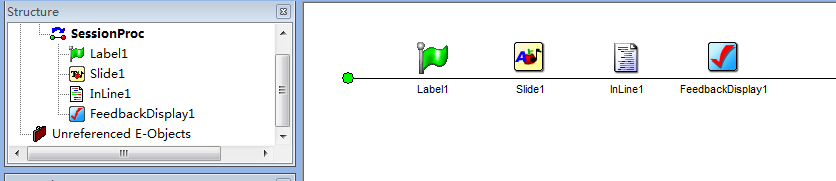 Structure
SessionProc
Label1
Slide1
InLine1
FeedbackDisplay1
Unreferenced E-Objects
Label1
Slide1
InLine1
FeedbackDisplay1